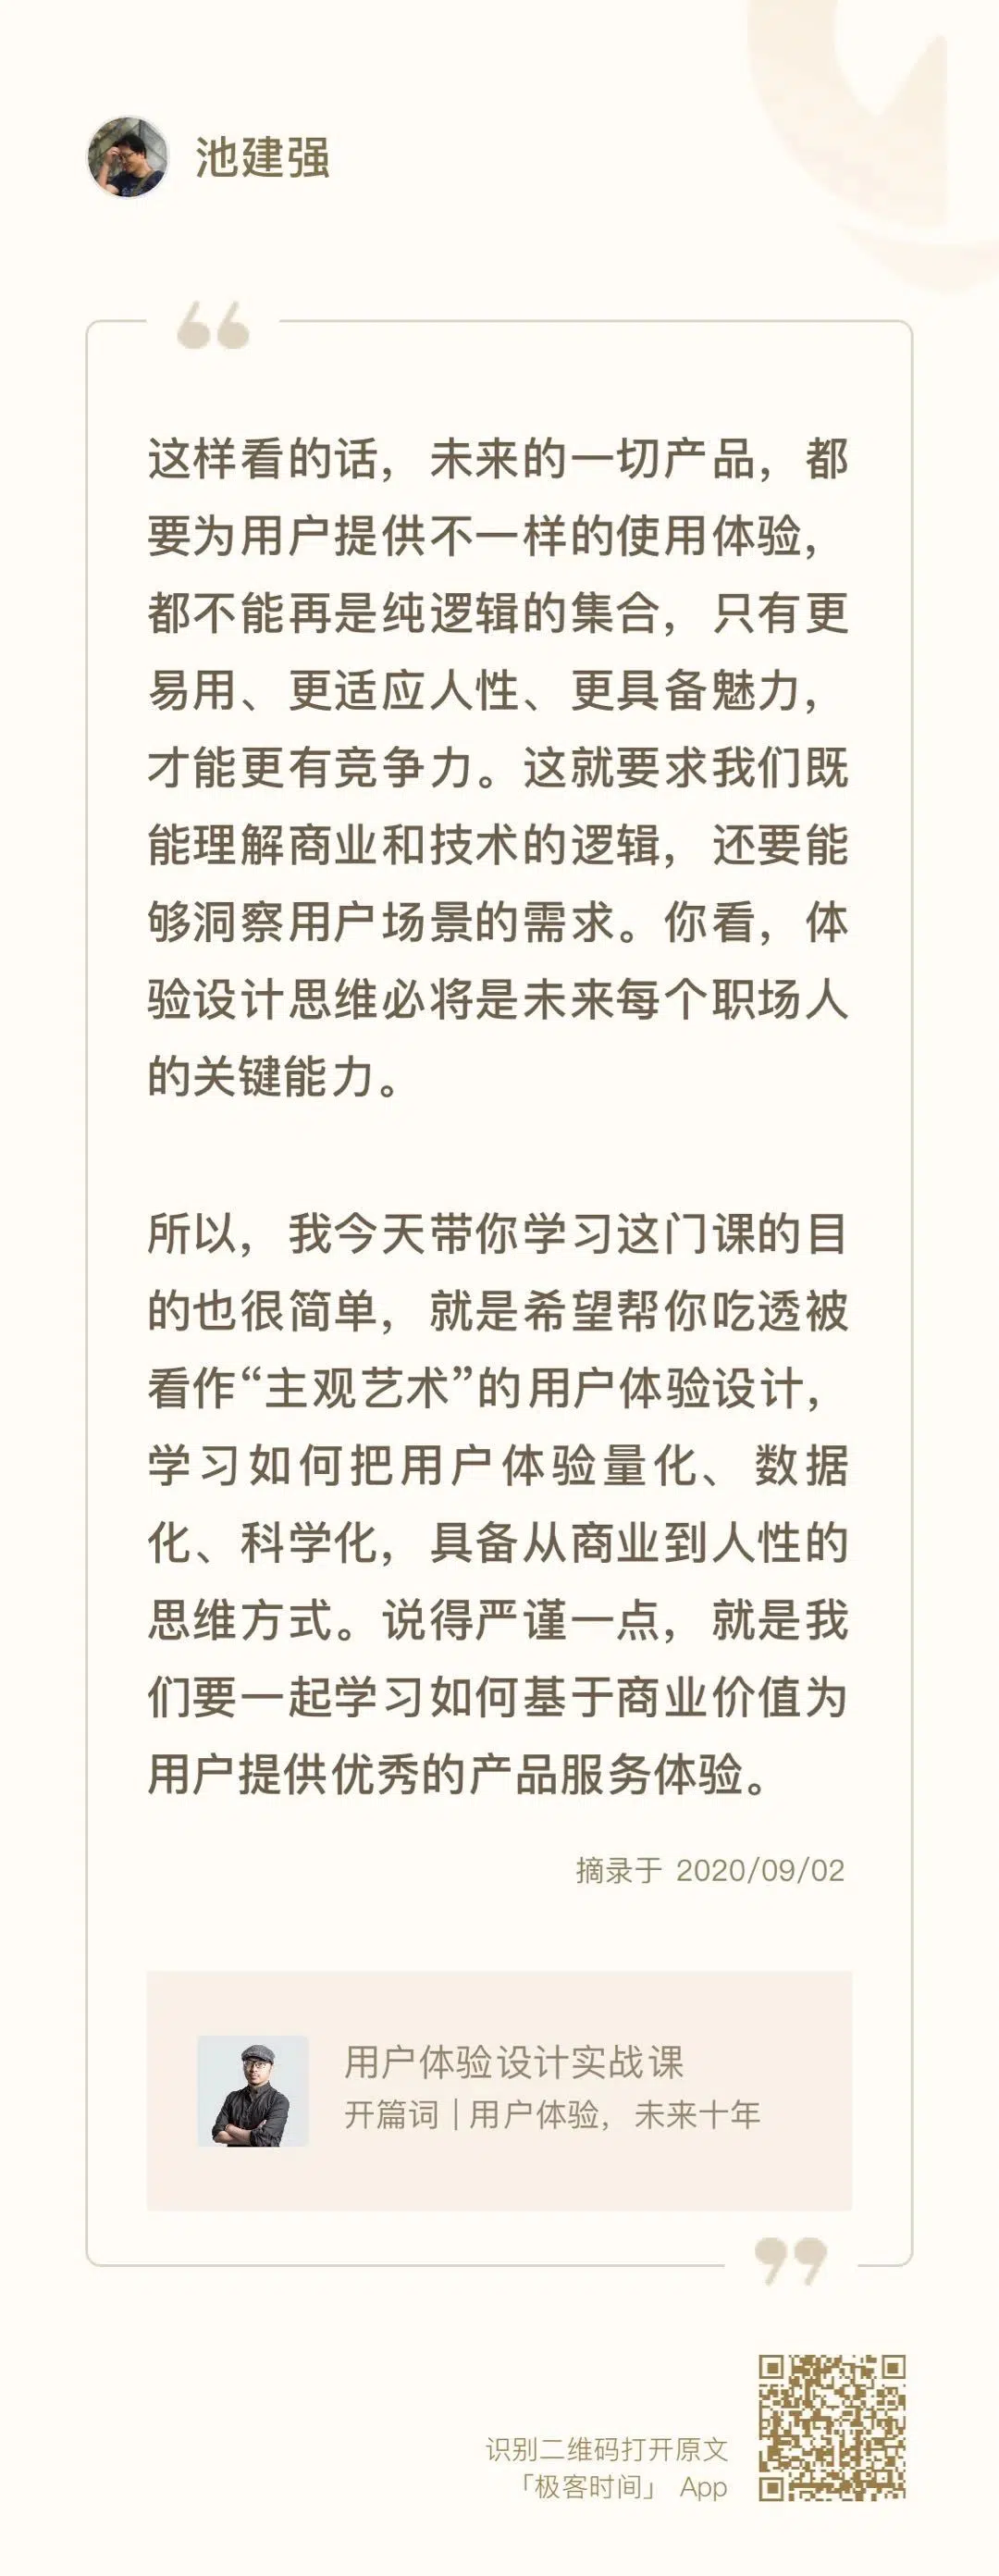 池建强
“
这样看的话，未来的一切产品，都
要为用户提供不一样的使用体验，
都不能再是纯逻辑的集合，只有更
易用、更适应人性、更具备魅力，
才能更有竞争力。这就要求我们既
能理解商业和技术的逻辑，还要能
够洞察用户场景的需求。你看，体
验设计思维必将是未来每个职场人
的关键能力。
所以，我今天带你学习这门课的目
的也很简单，就是希望帮你吃透被
看作“主观艺术”的用户体验设计，
学习如何把用户体验量化、数据
化、科学化，具备从商业到人性的
思维方式。说得严谨一点，就是我
们要一起学习如何基于商业价值为
用户提供优秀的产品服务体验。
摘录于 2020/09/02
用户体验设计实战课
开篇词 | 用户体验，未来十年
”
识别二维码打开原文
「极客时间」 App